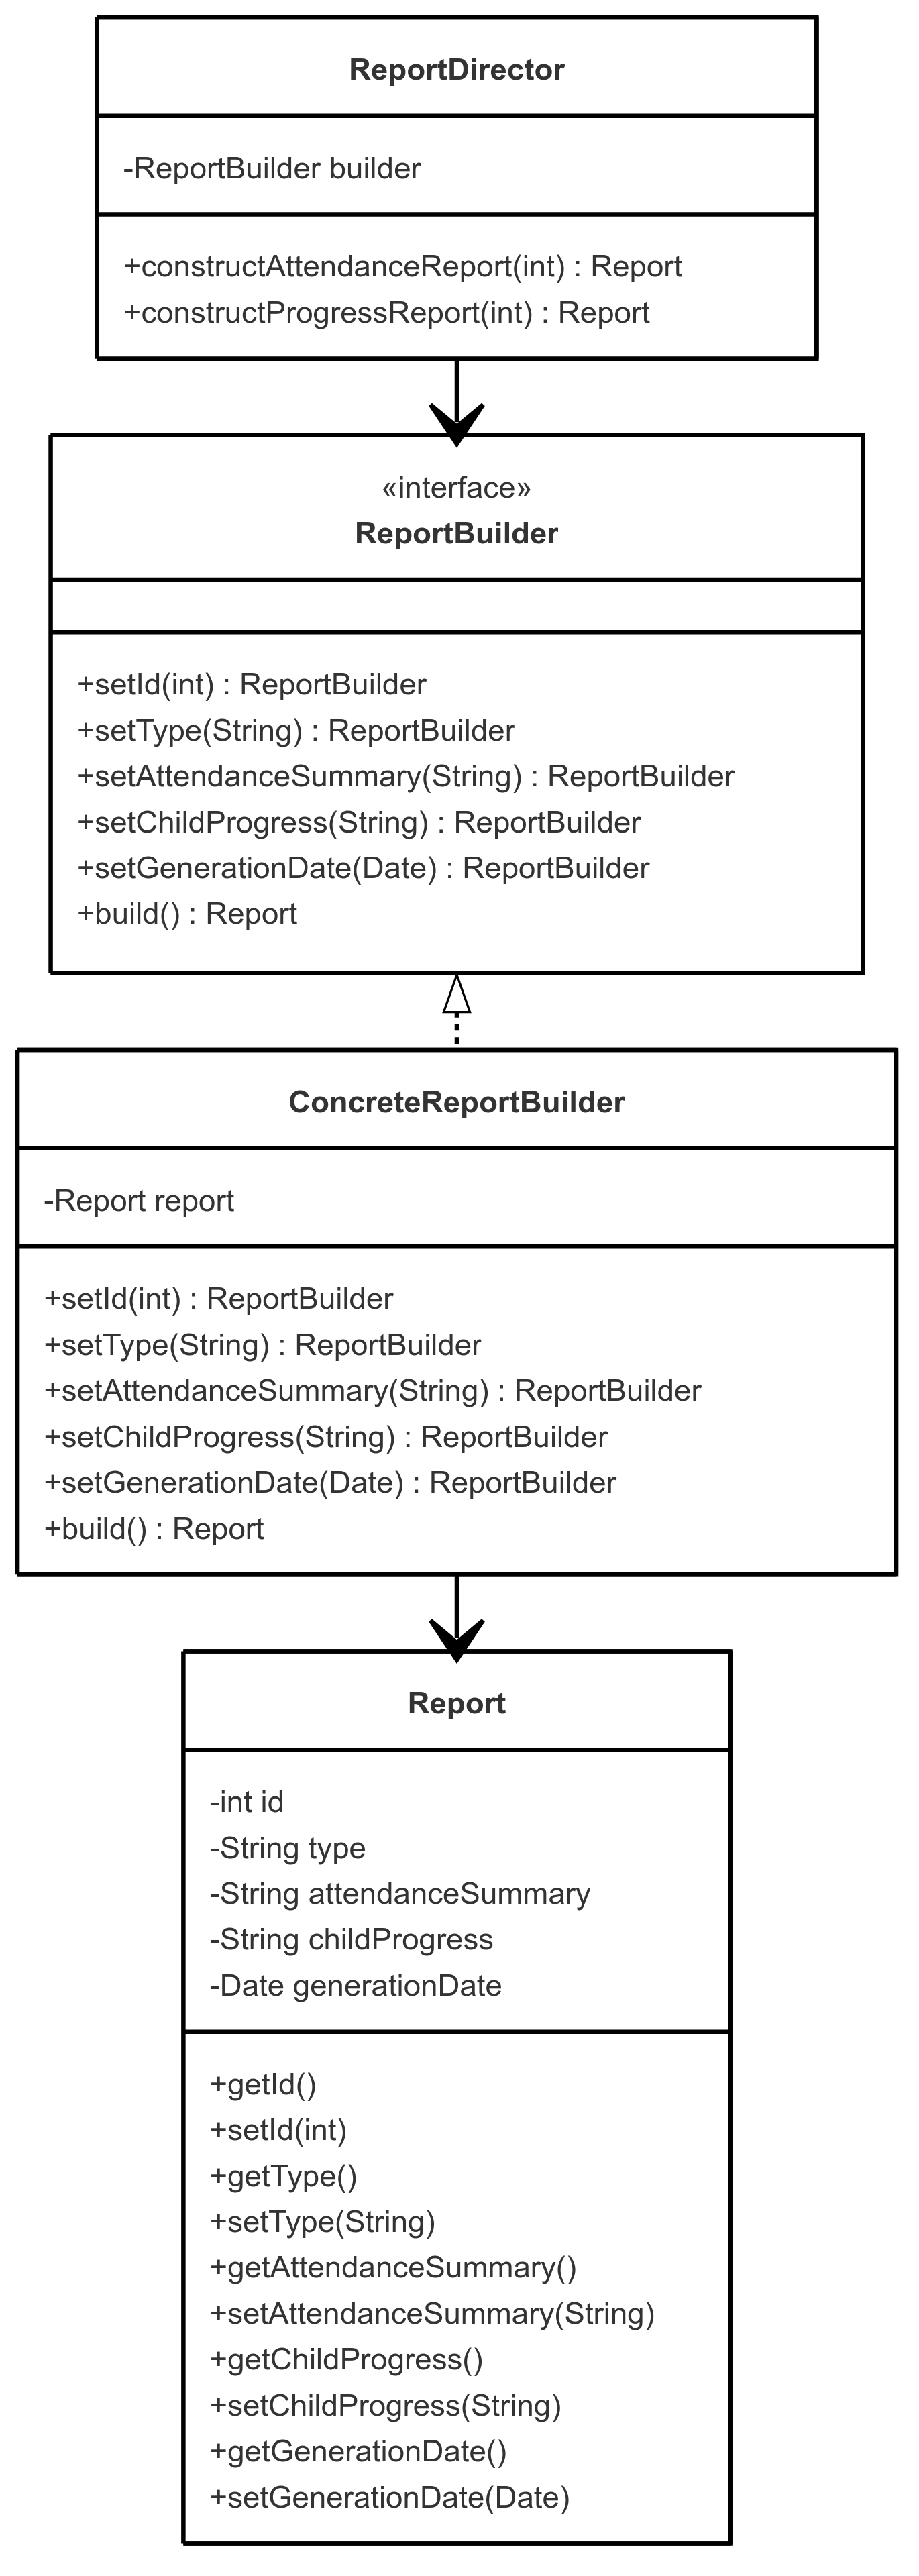 ReportDirector
-ReportBuilder builder
+constructAttendanceReport(int) : Report
+constructProgressReport(int) : Report
«interface»
ReportBuilder
+setId(int) : ReportBuilder
+setType(String) : ReportBuilder
+setAttendanceSummary(String) : ReportBuilder
+setChildProgress(String) : ReportBuilder
+setGenerationDate(Date) : ReportBuilder
+build() : Report
ConcreteReportBuilder
-Report report
+setId(int) : ReportBuilder
+setType(String) : ReportBuilder
+setAttendanceSummary(String) : ReportBuilder
+setChildProgress(String) : ReportBuilder
+setGenerationDate(Date) : ReportBuilder
+build() : Report
Report
-int id
-String type
-String attendanceSummary
-String childProgress
-Date generationDate
+getId()
+setId(int)
+getType()
+setType(String)
+getAttendanceSummary()
+setAttendanceSummary(String)
+getChildProgress()
+setChildProgress(String)
+getGenerationDate()
+setGenerationDate(Date)